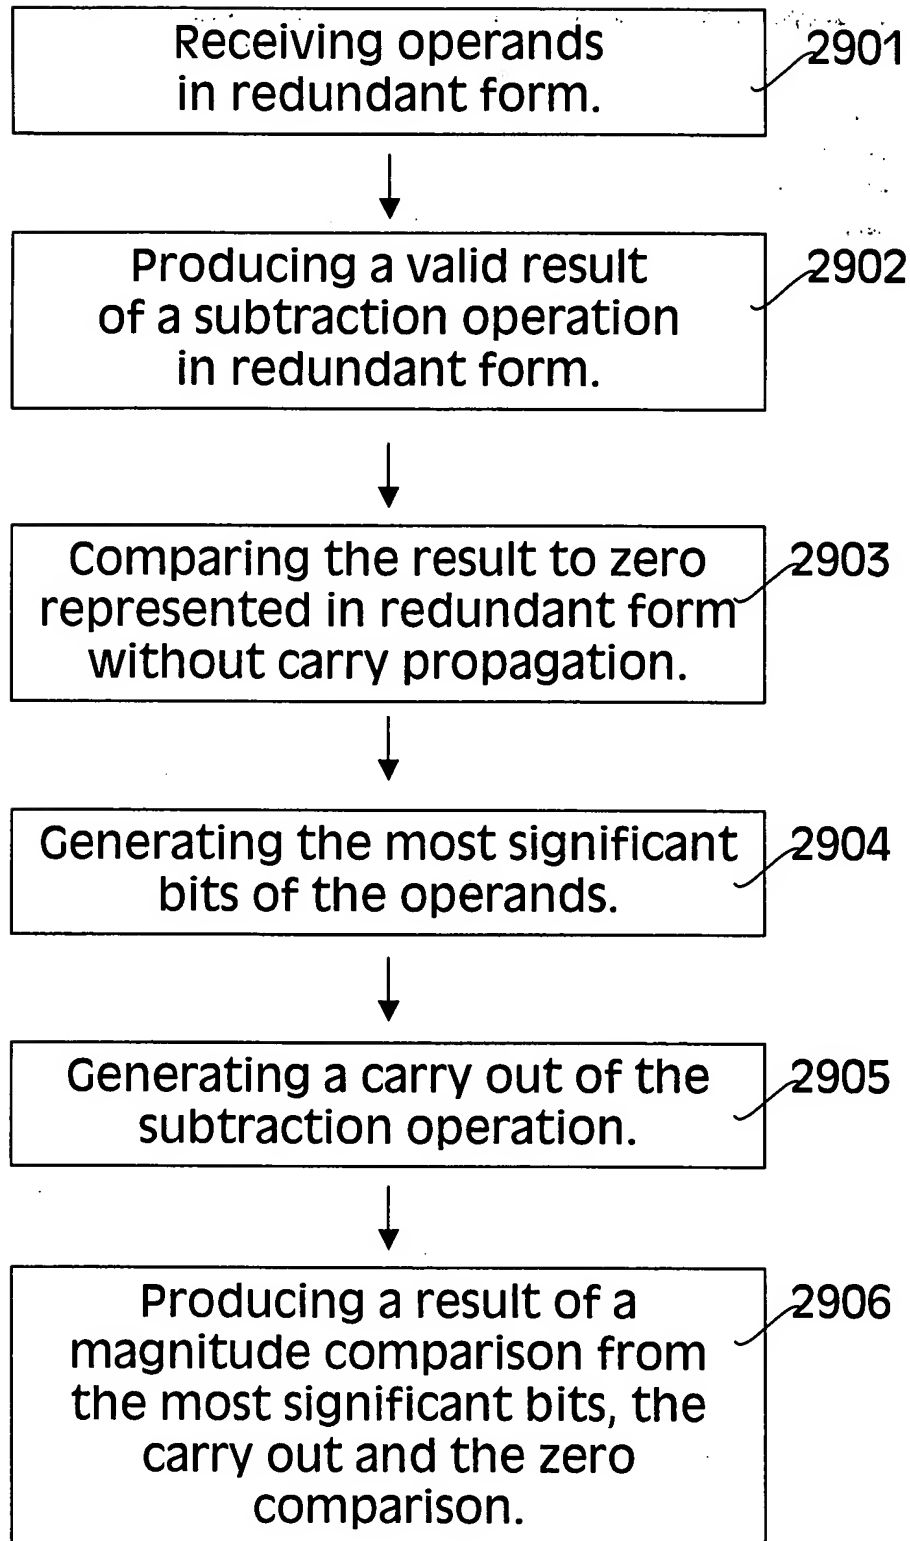 Receiving operands
in redundant form.
2901
Producing a valid result
of a subtraction operation
in redundant form.
2902
Comparing the result to zero
represented in redundant form
without carry propagation.
2903
Generating the most significant
bits of the operands.
2904
Generating a carry out of the
subtraction operation.
2905
Producing a result of a
magnitude comparison from
the most significant bits, the
carry out and the zero
comparison.
2906